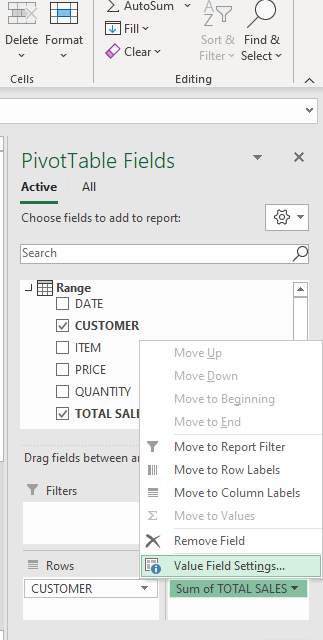 Delete
Format
AutoSum
Fill
Clear
Sort &
Filter
Find &
Select
Cells
Editing
PivotTable Fields
Active
All
Choose fields to add to report:
Search
Range
DATE
CUSTOMER
ITEM
PRICE
QUANTITY
TOTAL SALE
Move Up
Move Down
Move to Beginning
Move to End
Move to Report Filter
Move to Row Labels
Move to Column Labels
Move to Values
Remove Field
Value Field Settings...
Drag fields between ar
Filters
Rows
CUSTOMER
Sum of TOTAL SALES